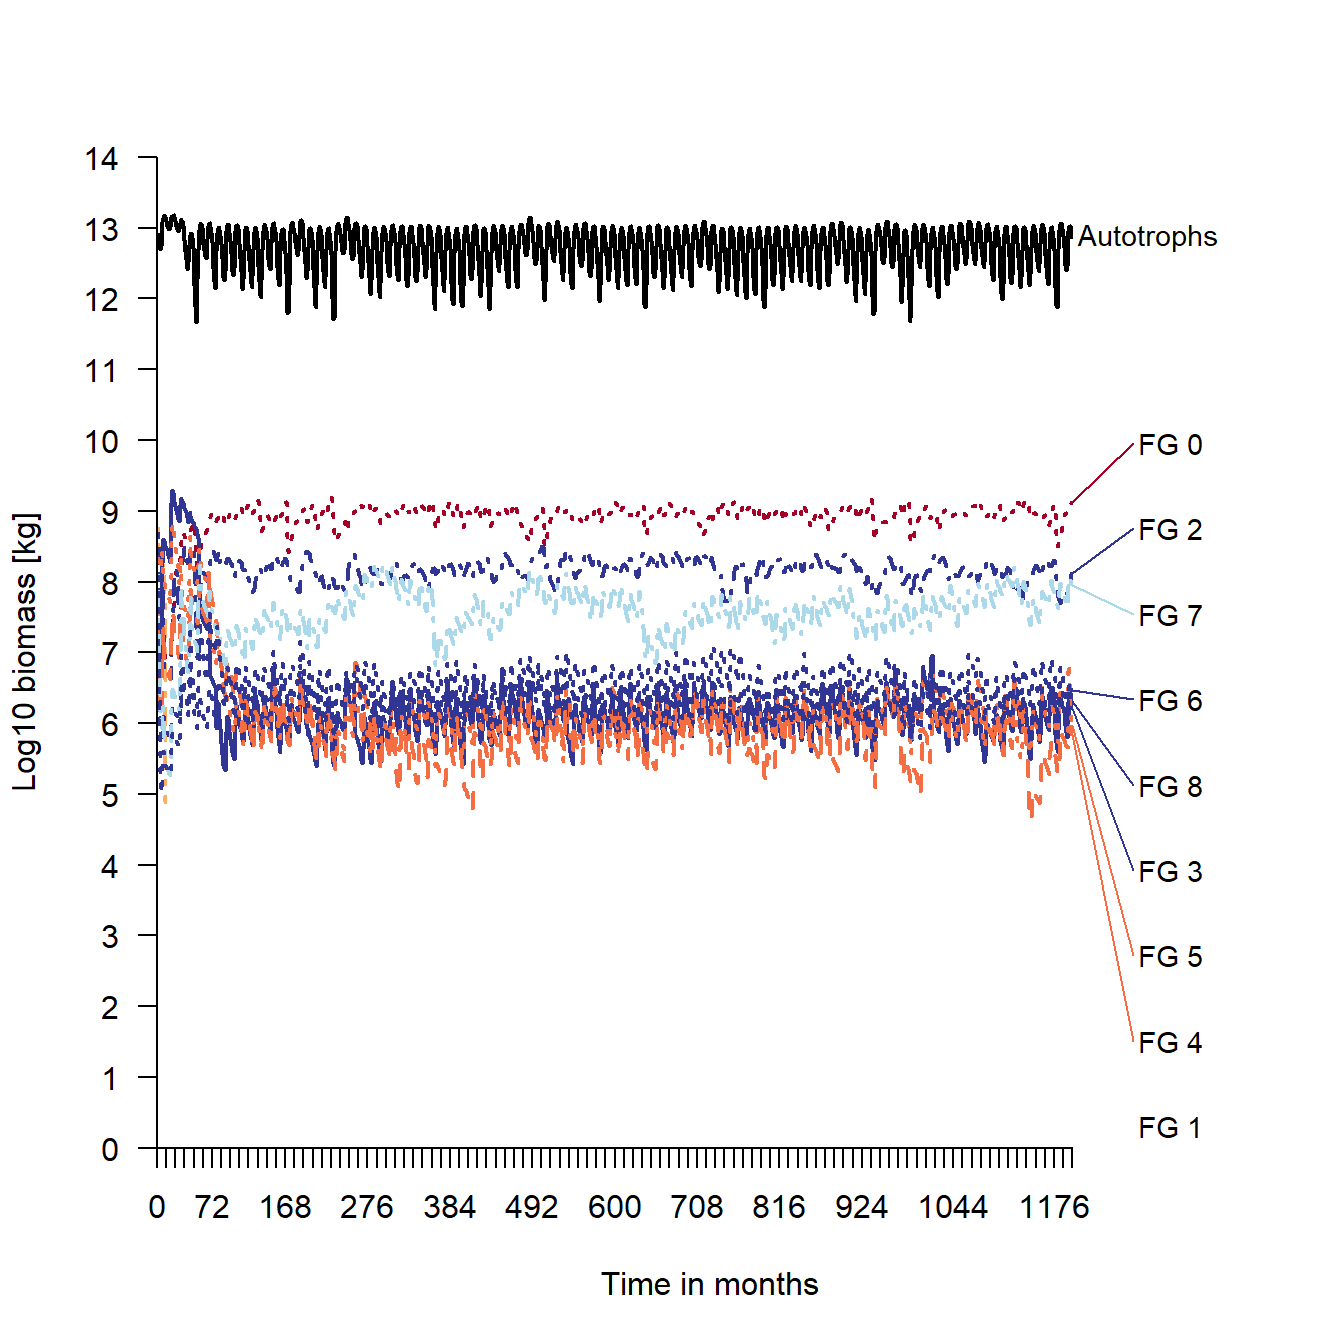 14
13
12
11
10
9
8
7
6
5
4
3
2
1
0
Log10 biomass [kg]
Autotrophs
FG 0
FG 2
FG 7
FG 6
FG 8
FG 3
FG 5
FG 4
FG 1
0 72 168 276 384 492 600 708 816 924 1044 1176
Time in months